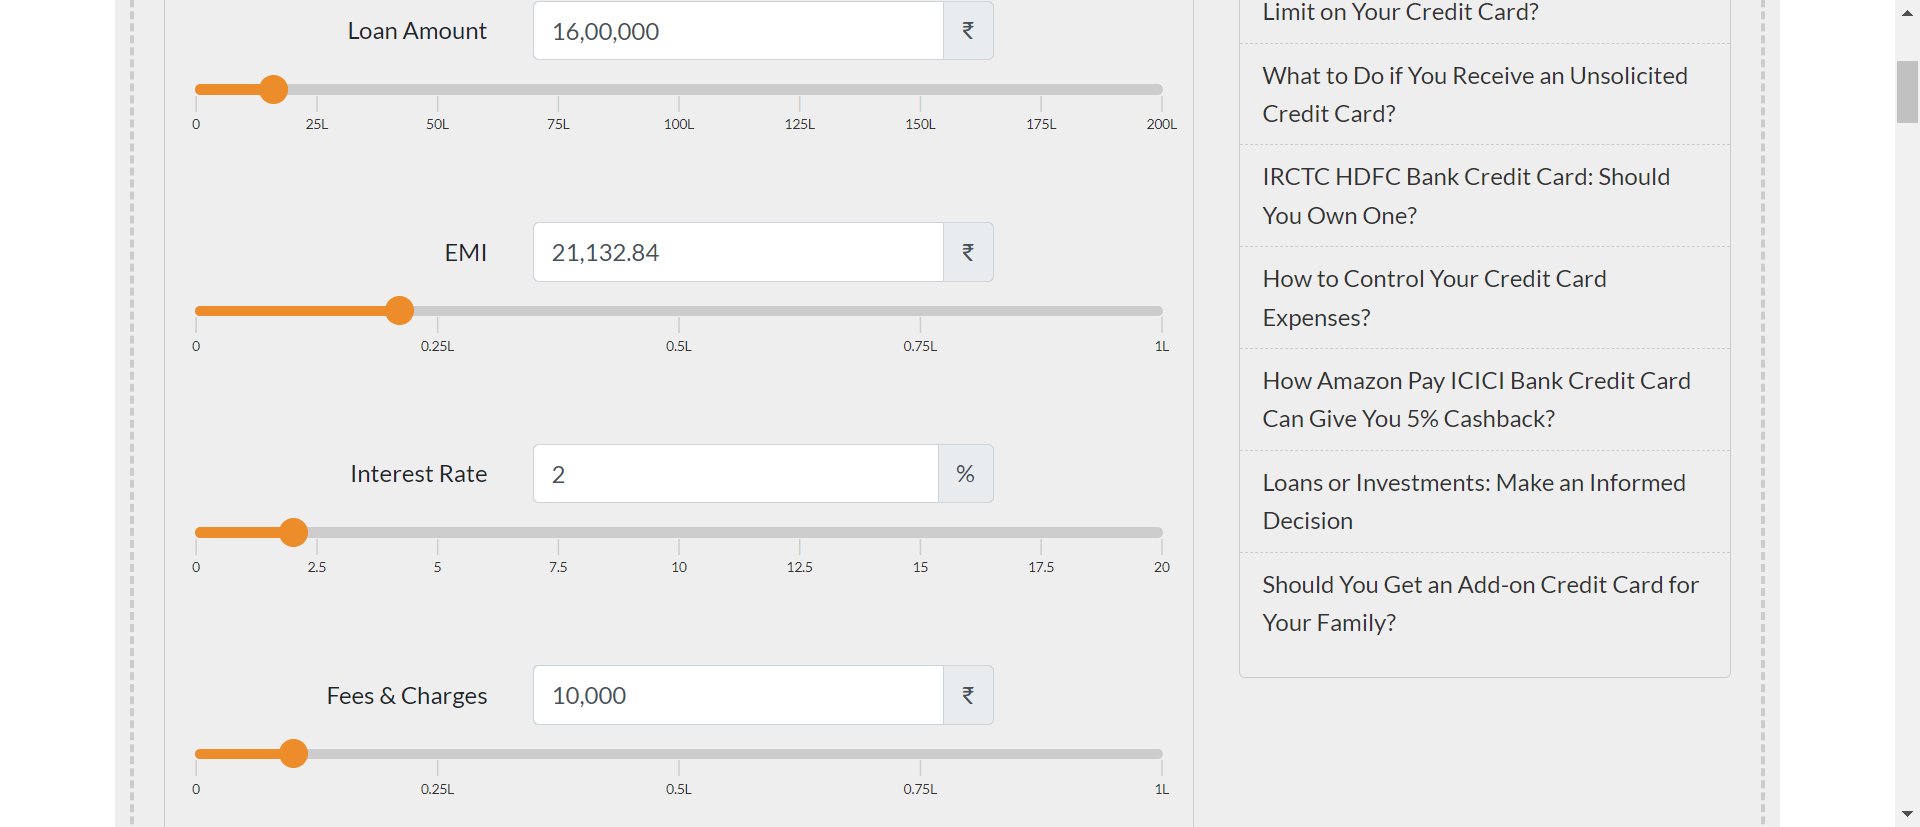 Loan Amount
16,00,000 ₹
0 25L 50L 75L 100L 125L 150L 175L 200L
EMI
21,132.84 ₹
0 0.25L 0.5L 0.75L 1L
Interest Rate
2 %
0 2.5 5 7.5 10 12.5 15 17.5 20
Fees & Charges
10,000 ₹
0 0.25L 0.5L 0.75L 1L
Limit on Your Credit Card?
What to Do if You Receive an Unsolicited
Credit Card?
IRCTC HDFC Bank Credit Card: Should
You Own One?
How to Control Your Credit Card
Expenses?
How Amazon Pay ICICI Bank Credit Card
Can Give You 5% Cashback?
Loans or Investments: Make an Informed
Decision
Should You Get an Add-on Credit Card for
Your Family?